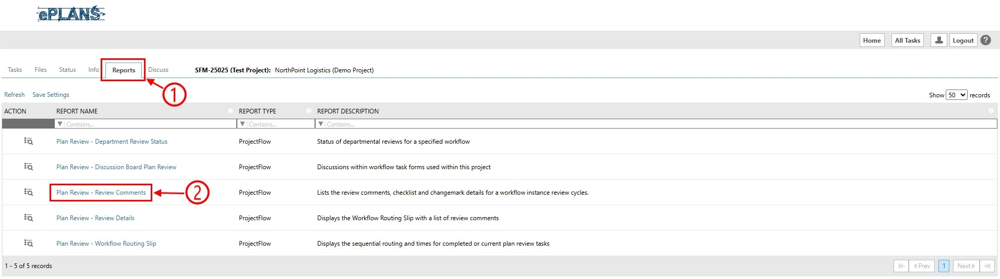 ePLANS
Home All Tasks Logout ?
Tasks Files Status Info Reports Discuss SFM-25025 (Test Project): NorthPoint Logistics (Demo Project)
1
Refresh Save Settings Show 50 records
ACTION REPORT NAME REPORT TYPE REPORT DESCRIPTION
Contains... Contains... Contains...
Plan Review - Department Review Status ProjectFlow Status of departmental reviews for a specified workflow
Plan Review - Discussion Board Plan Review ProjectFlow Discussions within workflow task forms used within this project
Plan Review - Review Comments 2 ProjectFlow Lists the review comments, checklist and changemark details for a workflow instance review cycles.
Plan Review - Review Details ProjectFlow Displays the Workflow Routing Slip with a list of review comments
Plan Review - Workflow Routing Slip ProjectFlow Displays the sequential routing and times for completed or current plan review tasks
1 - 5 of 5 records Prev 1 Next